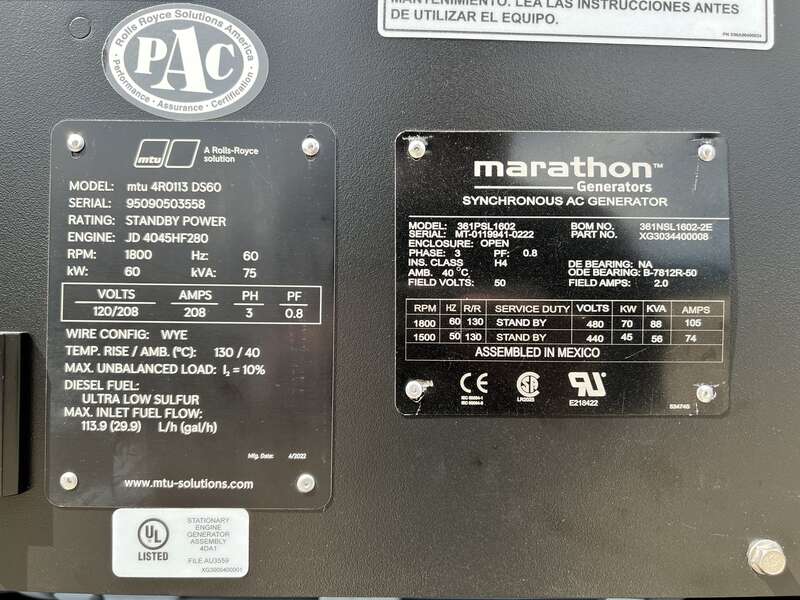 MANTENIMIENTO. LEA LAS INSTRUCCIONES ANTES
DE UTILIZAR EL EQUIPO.
Rolls Royce Solutions America
PAC
Performance · Assurance · Certification
mtu
A Rolls-Royce
solution
MODEL: mtu 4R0113 DS60
SERIAL: 95090503558
RATING: STANDBY POWER
ENGINE: JD 4045HF280
RPM: 1800 Hz: 60
kW: 60 kVA: 75
VOLTS AMPS PH PF
120/208 208 3 0.8
WIRE CONFIG: WYE
TEMP. RISE / AMB. (°C): 130 / 40
MAX. UNBALANCED LOAD: I₂ = 10%
DIESEL FUEL:
ULTRA LOW SULFUR
MAX. INLET FUEL FLOW:
113.9 (29.9) L/h (gal/h)
Mfg. Date: 4/2022
www.mtu-solutions.com
marathon™
Generators
SYNCHRONOUS AC GENERATOR
MODEL: 361PSL1602 BOM NO. 361NSL1602-2E
SERIAL: MT-0119941-0222 PART NO. XG3034400008
ENCLOSURE: OPEN
PHASE: 3 PF: 0.8
INS. CLASS H4 DE BEARING: NA
AMB. 40 °C ODE BEARING: B-7812R-50
FIELD VOLTS: 50 FIELD AMPS: 2.0
RPM HZ R/R SERVICE DUTY VOLTS KW KVA AMPS
1800 60 130 STAND BY 480 70 88 105
1500 50 130 STAND BY 440 45 56 74
ASSEMBLED IN MEXICO
CE
LR2025
E218422
UL
LISTED
STATIONARY
ENGINE
GENERATOR
ASSEMBLY
4DA1
FILE AU3559
XG3000400001